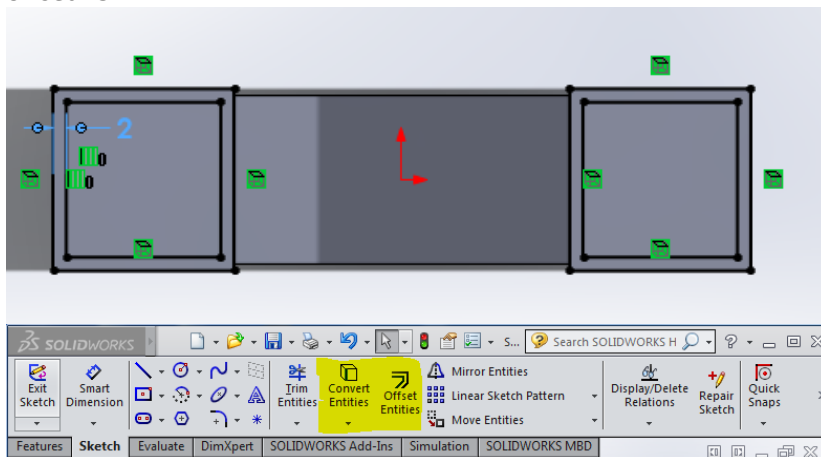 2
0
0
SOLIDWORKS
S...
Search SOLIDWORKS H
Exit Sketch
Smart Dimension
Trim Entities
Convert Entities
Offset Entities
Mirror Entities
Linear Sketch Pattern
Move Entities
Display/Delete Relations
Repair Sketch
Quick Snaps
Features Sketch Evaluate DimXpert SOLIDWORKS Add-Ins Simulation SOLIDWORKS MBD